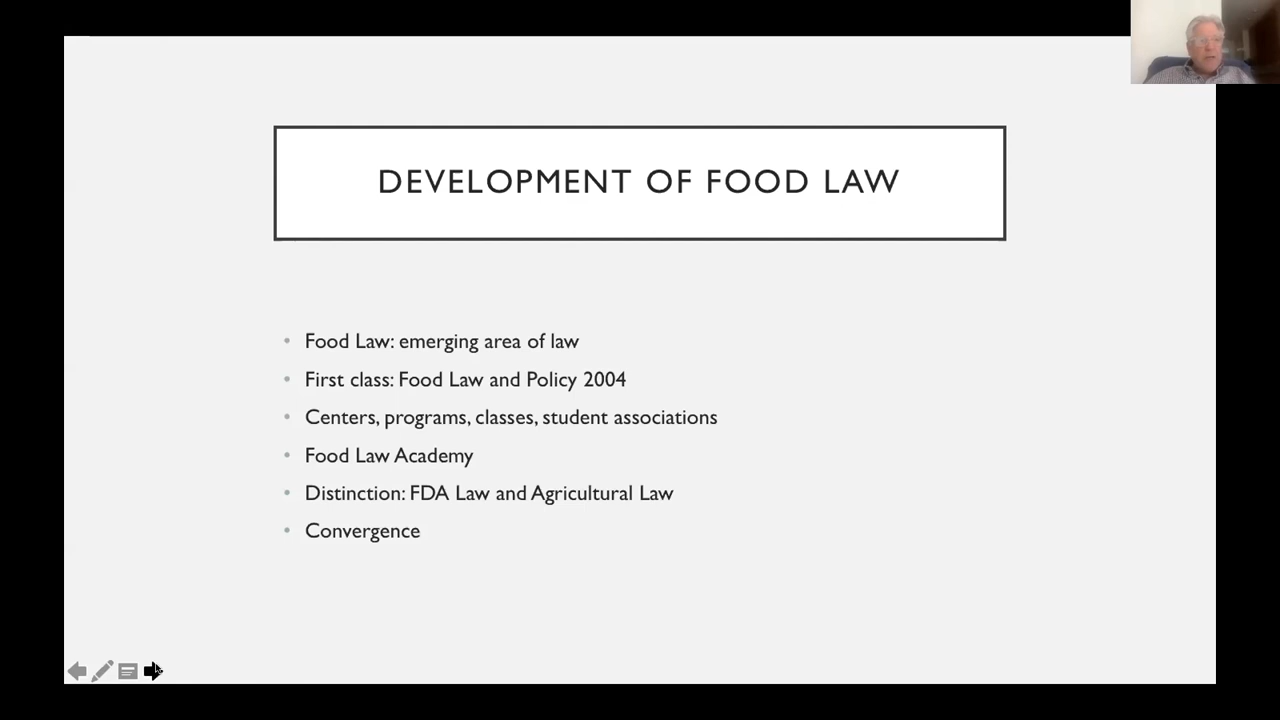 DEVELOPMENT OF FOOD LAW
• Food Law: emerging area of law
• First class: Food Law and Policy 2004
• Centers, programs, classes, student associations
• Food Law Academy
• Distinction: FDA Law and Agricultural Law
• Convergence